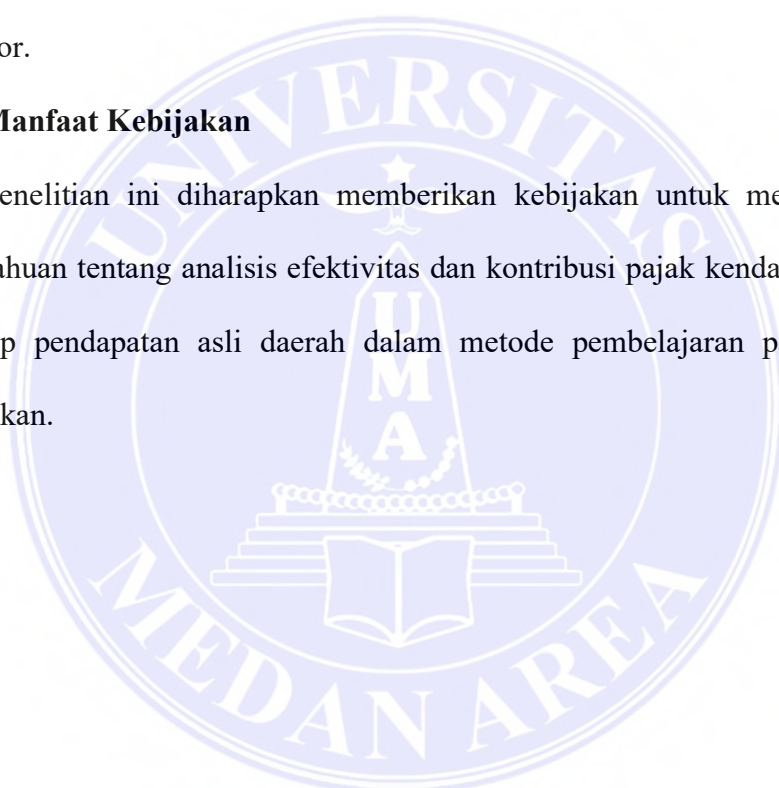 or.
Manfaat Kebijakan
enelitian ini diharapkan memberikan kebijakan untuk me
ahuan tentang analisis efektivitas dan kontribusi pajak kenda
p pendapatan asli daerah dalam metode pembelajaran p
kan.
UNIVERSITAS
UMA
MEDAN AREA